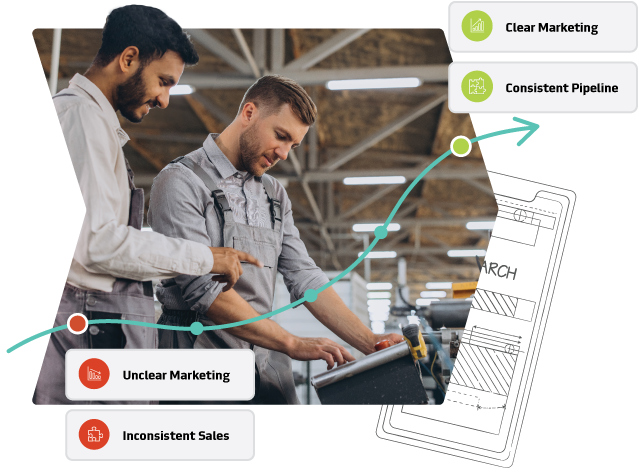 Clear Marketing
Consistent Pipeline
ARCH
Unclear Marketing
Inconsistent Sales